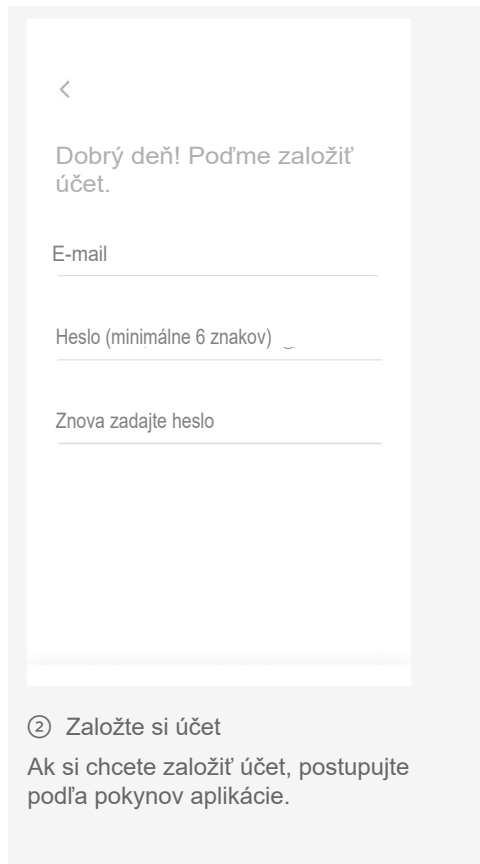 Dobrý deň! Poďme založiť
účet.
E-mail
Heslo (minimálne 6 znakov)
Znova zadajte heslo
② Založte si účet
Ak si chcete založiť účet, postupujte
podľa pokynov aplikácie.